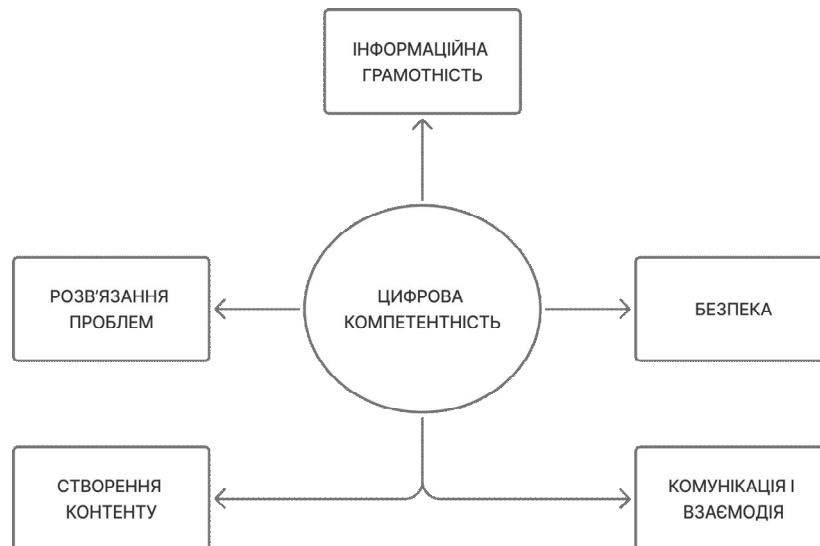 ІНФОРМАЦІЙНА
ГРАМОТНІСТЬ
РОЗВ'ЯЗАННЯ
ПРОБЛЕМ
ЦИФРОВА
КОМПЕТЕНТНІСТЬ
БЕЗПЕКА
СТВОРЕННЯ
КОНТЕНТУ
КОМУНІКАЦІЯ І
ВЗАЄМОДІЯ